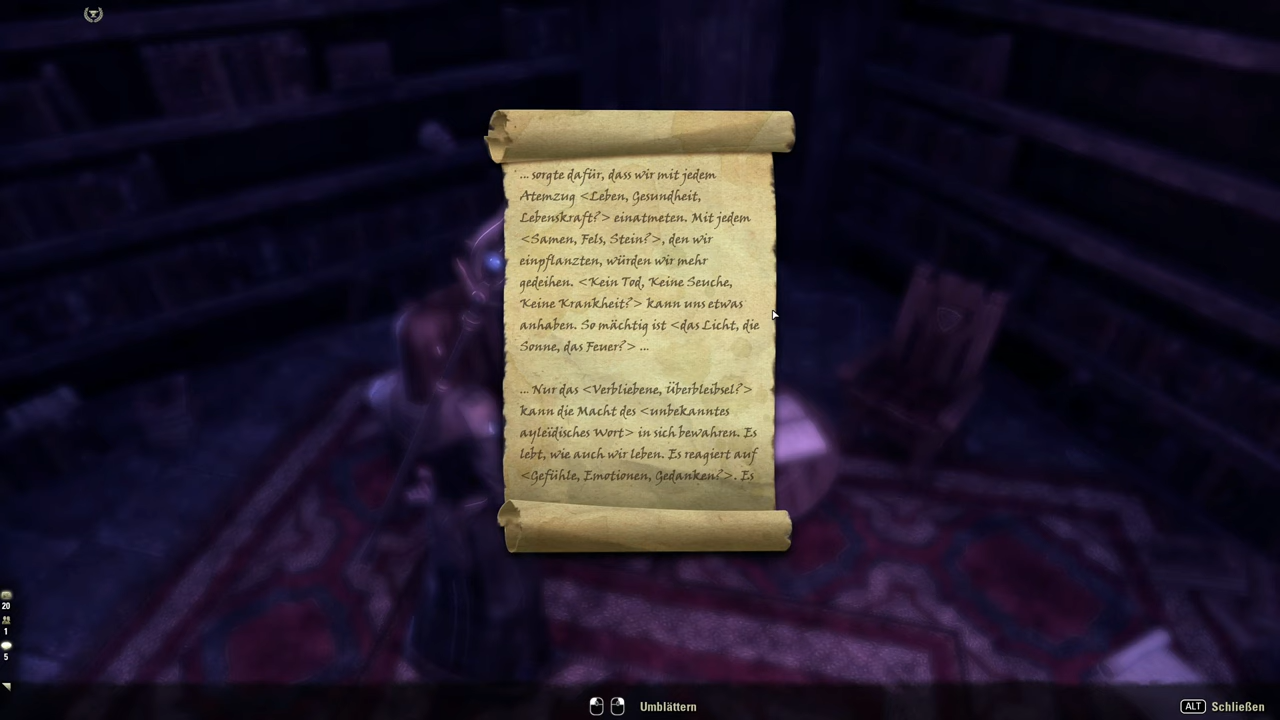 ... sorgte dafür, dass wir mit jedem
Atemzug <Leben, Gesundheit,
Lebenskraft?> einatmeten. Mit jedem
<Samen, Fels, Stein?>, den wir
einpflanzten, würden wir mehr
gedeihen. <Kein Tod, Keine Seuche,
Keine Krankheit?> kann uns etwas
anhaben. So mächtig ist <das Licht, die
Sonne, das Feuer?> ...
... Nur das <Verbliebene, Überbleibsel?>
kann die Macht des <unbekanntes
ayleïdisches Wort> in sich bewahren. Es
lebt, wie auch wir leben. Es reagiert auf
<Gefühle, Emotionen, Gedanken?>. Es
20
1
5
Umblättern
ALT Schließen